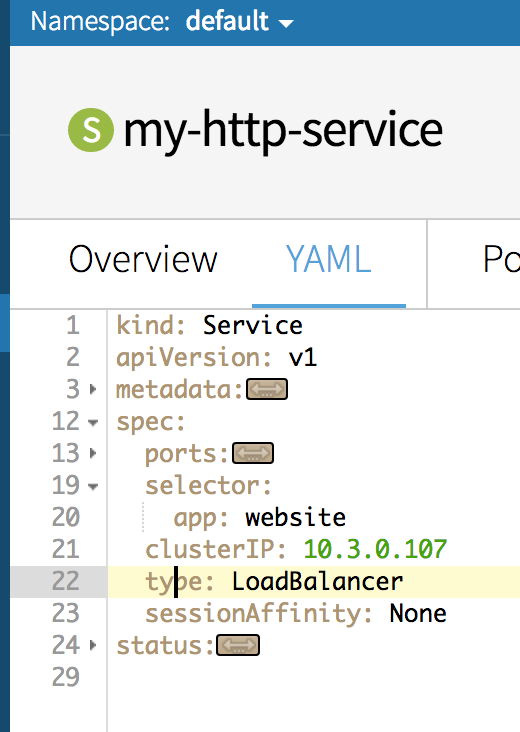 Namespace: default
S my-http-service
Overview YAML Po
1 kind: Service
2 apiVersion: v1
3 metadata:
12 spec:
13 ports:
19 selector:
20 app: website
21 clusterIP: 10.3.0.107
22 type: LoadBalancer
23 sessionAffinity: None
24 status:
29